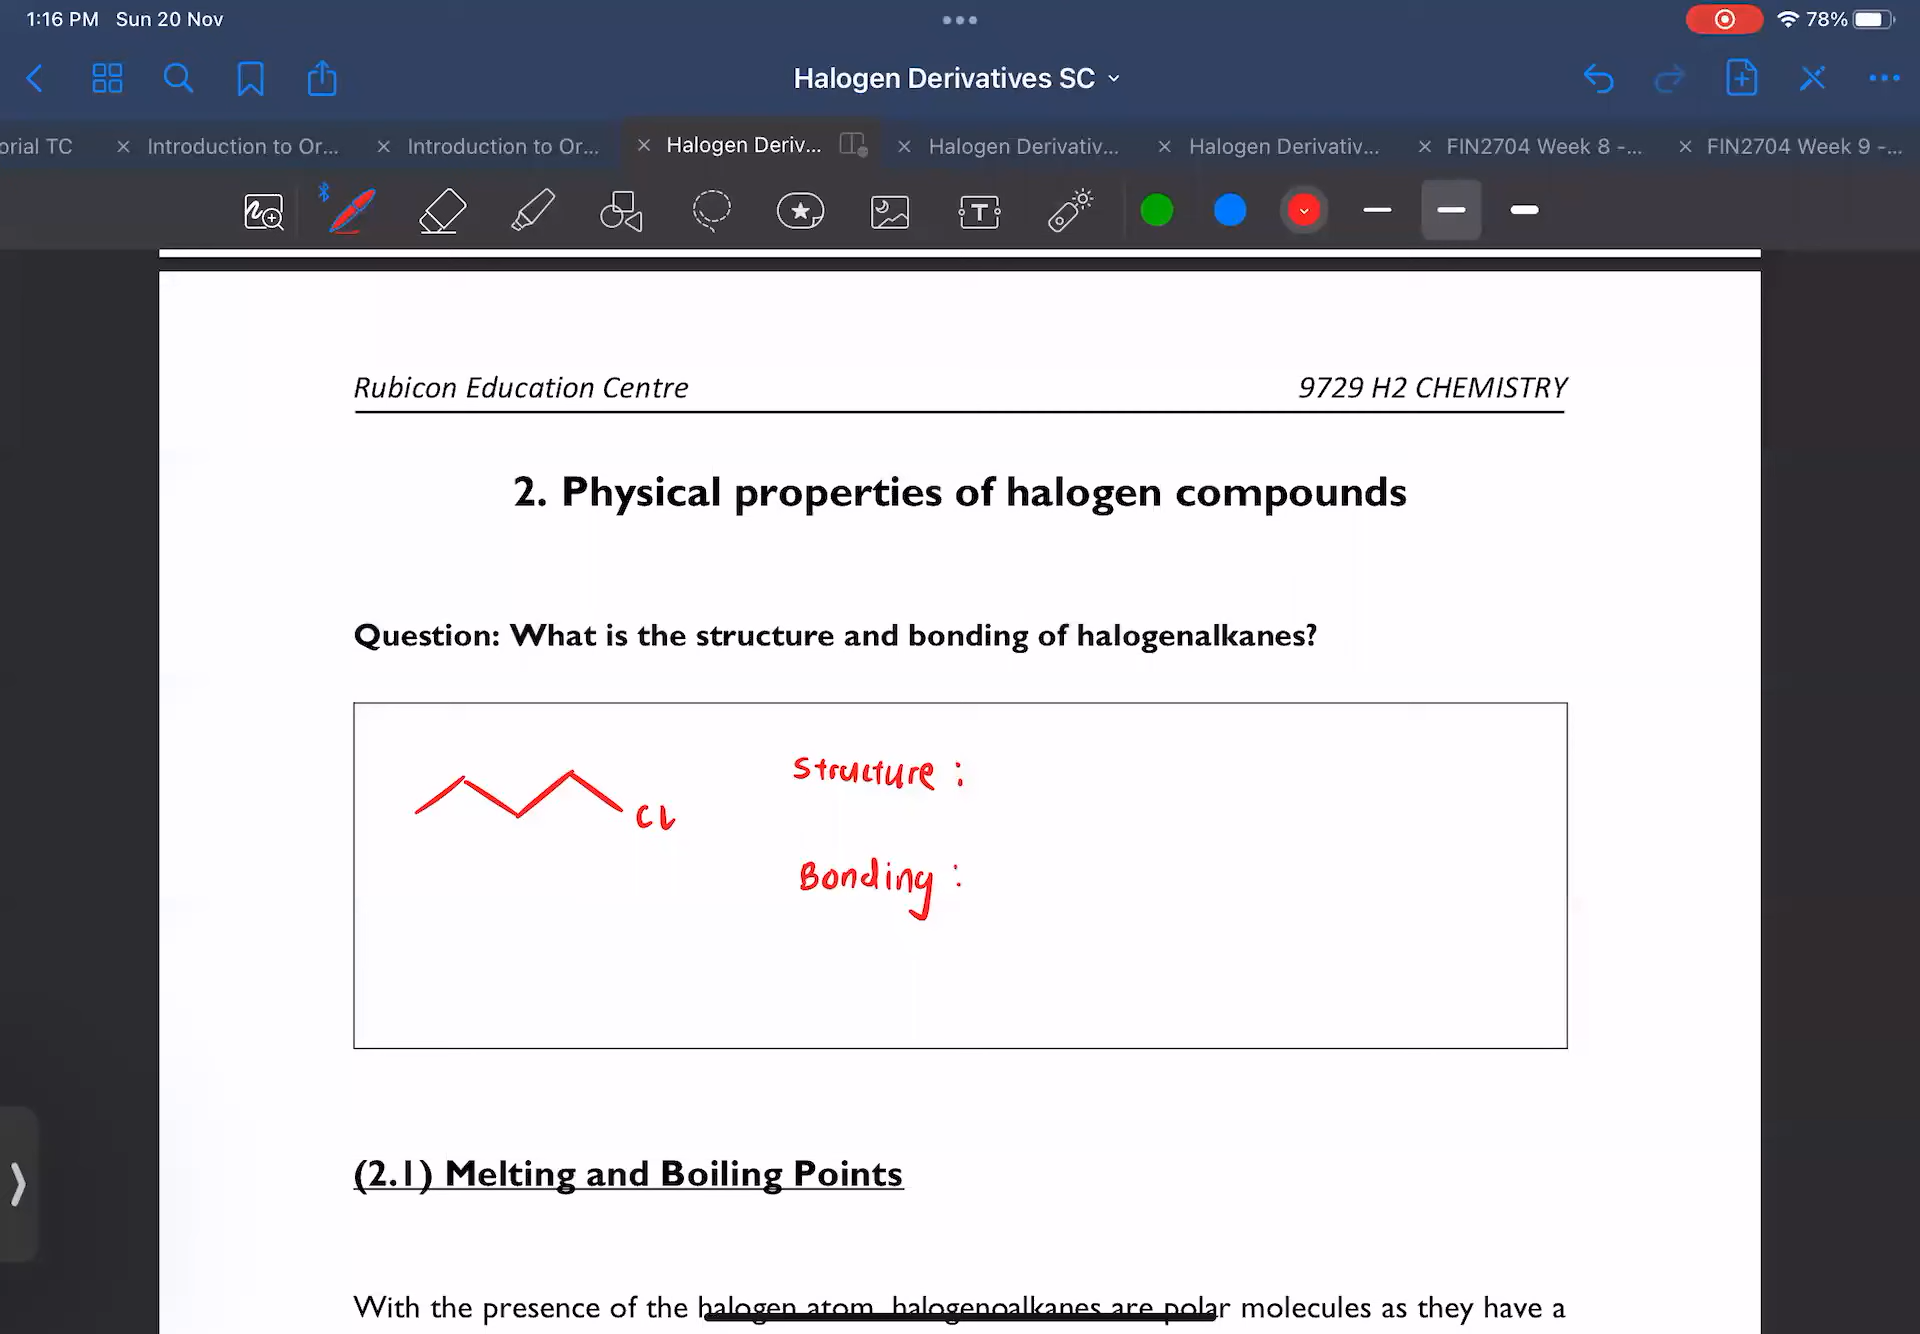 1:16 PM Sun 20 Nov
78%
Halogen Derivatives SC
orial TC
Introduction to Or...
Introduction to Or...
Halogen Deriv...
Halogen Derivativ...
Halogen Derivativ...
FIN2704 Week 8 -...
FIN2704 Week 9 -...
Rubicon Education Centre
9729 H2 CHEMISTRY
2. Physical properties of halogen compounds
Question: What is the structure and bonding of halogenalkanes?
Structure :
Cl
Bonding :
(2.1) Melting and Boiling Points
With the presence of the halogen atom, halogenoalkanes are polar molecules as they have a